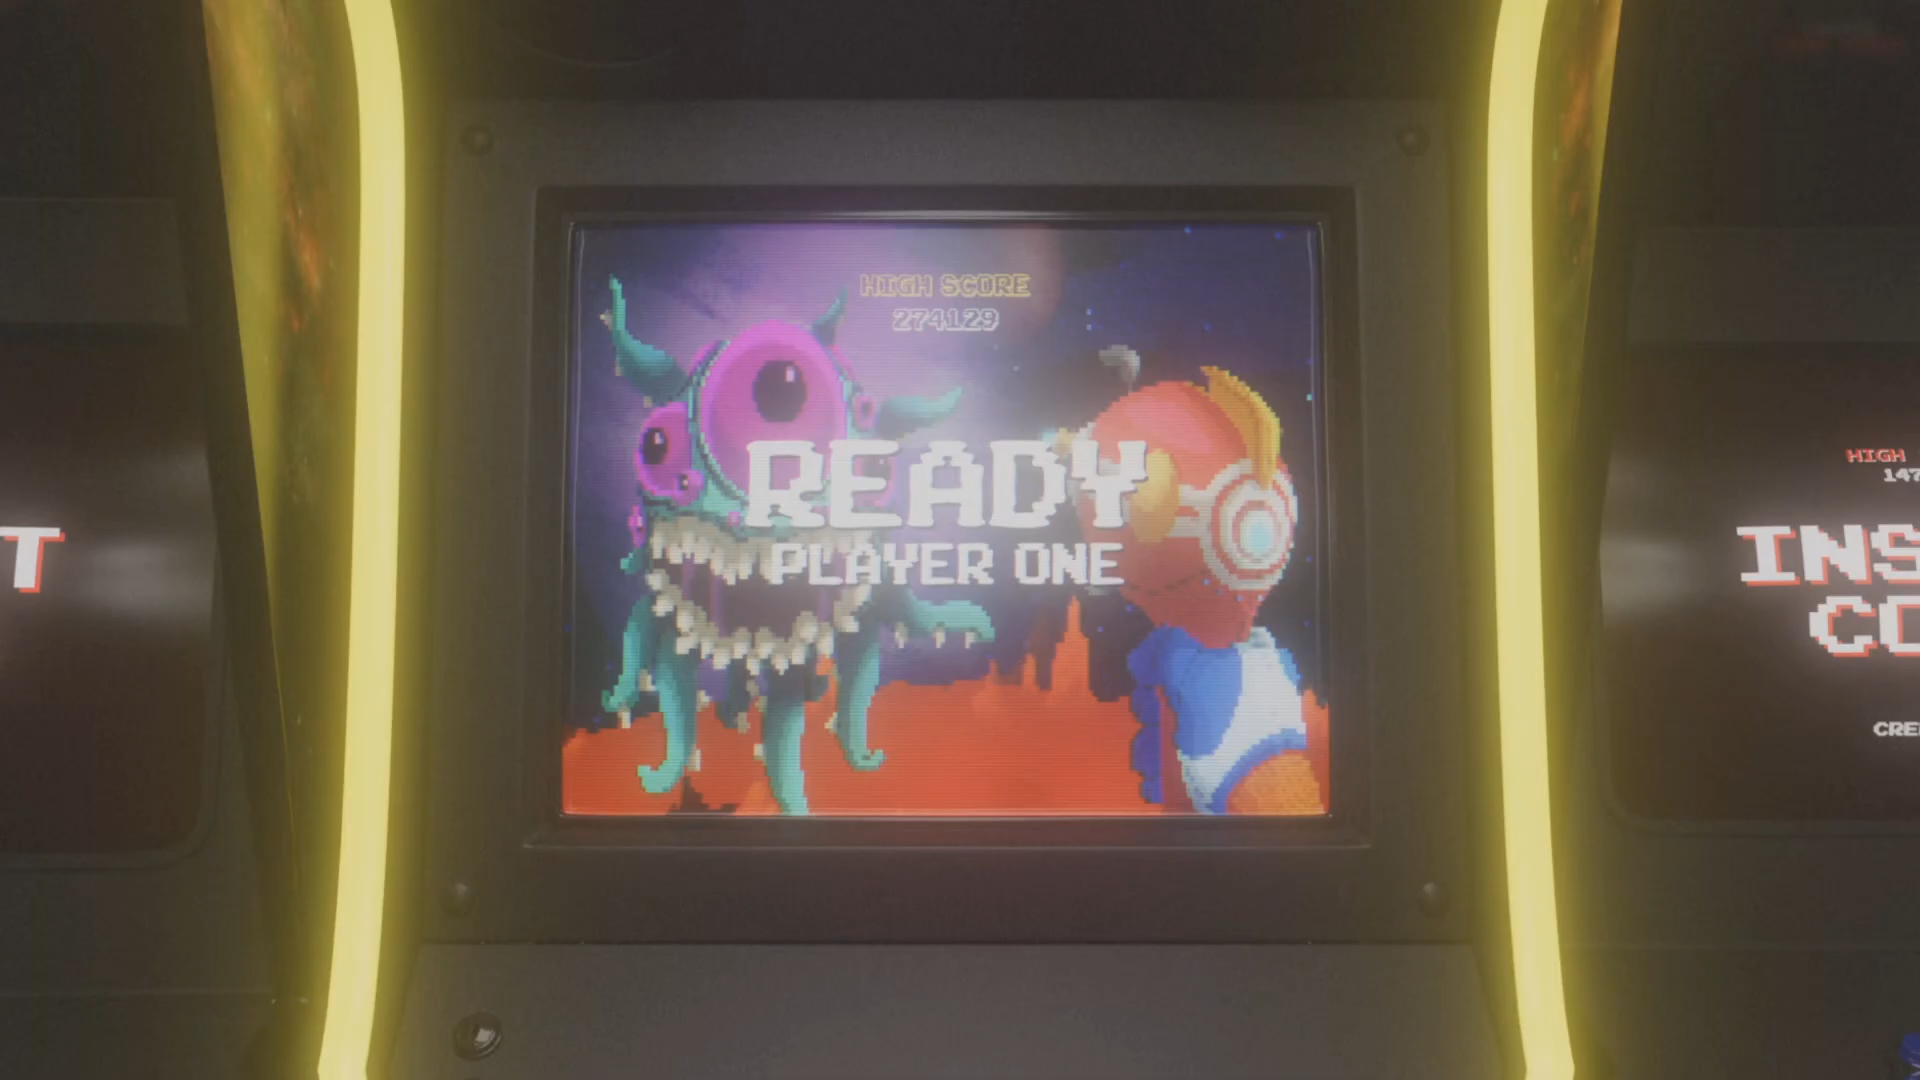 HIGH SCORE
274129
READY
PLAYER ONE
T
HIGH
147
INS
CO
CRE